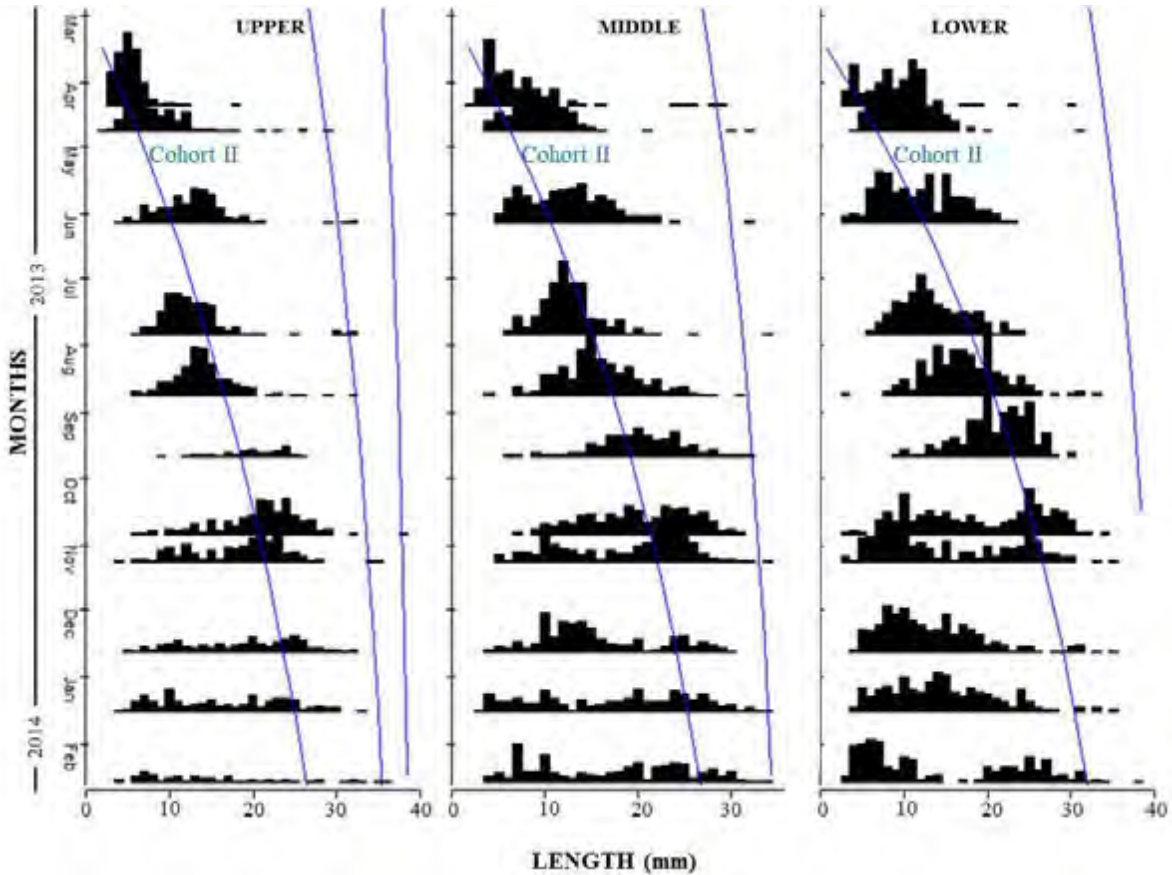 UPPER MIDDLE LOWER
Cohort II Cohort II Cohort II
MONTHS
2013
2014
Mar
Apr
May
Jun
Jul
Aug
Sep
Oct
Nov
Dec
Jan
Feb
0 10 20 30 40 0 10 20 30 0 10 20 30 40
LENGTH (mm)